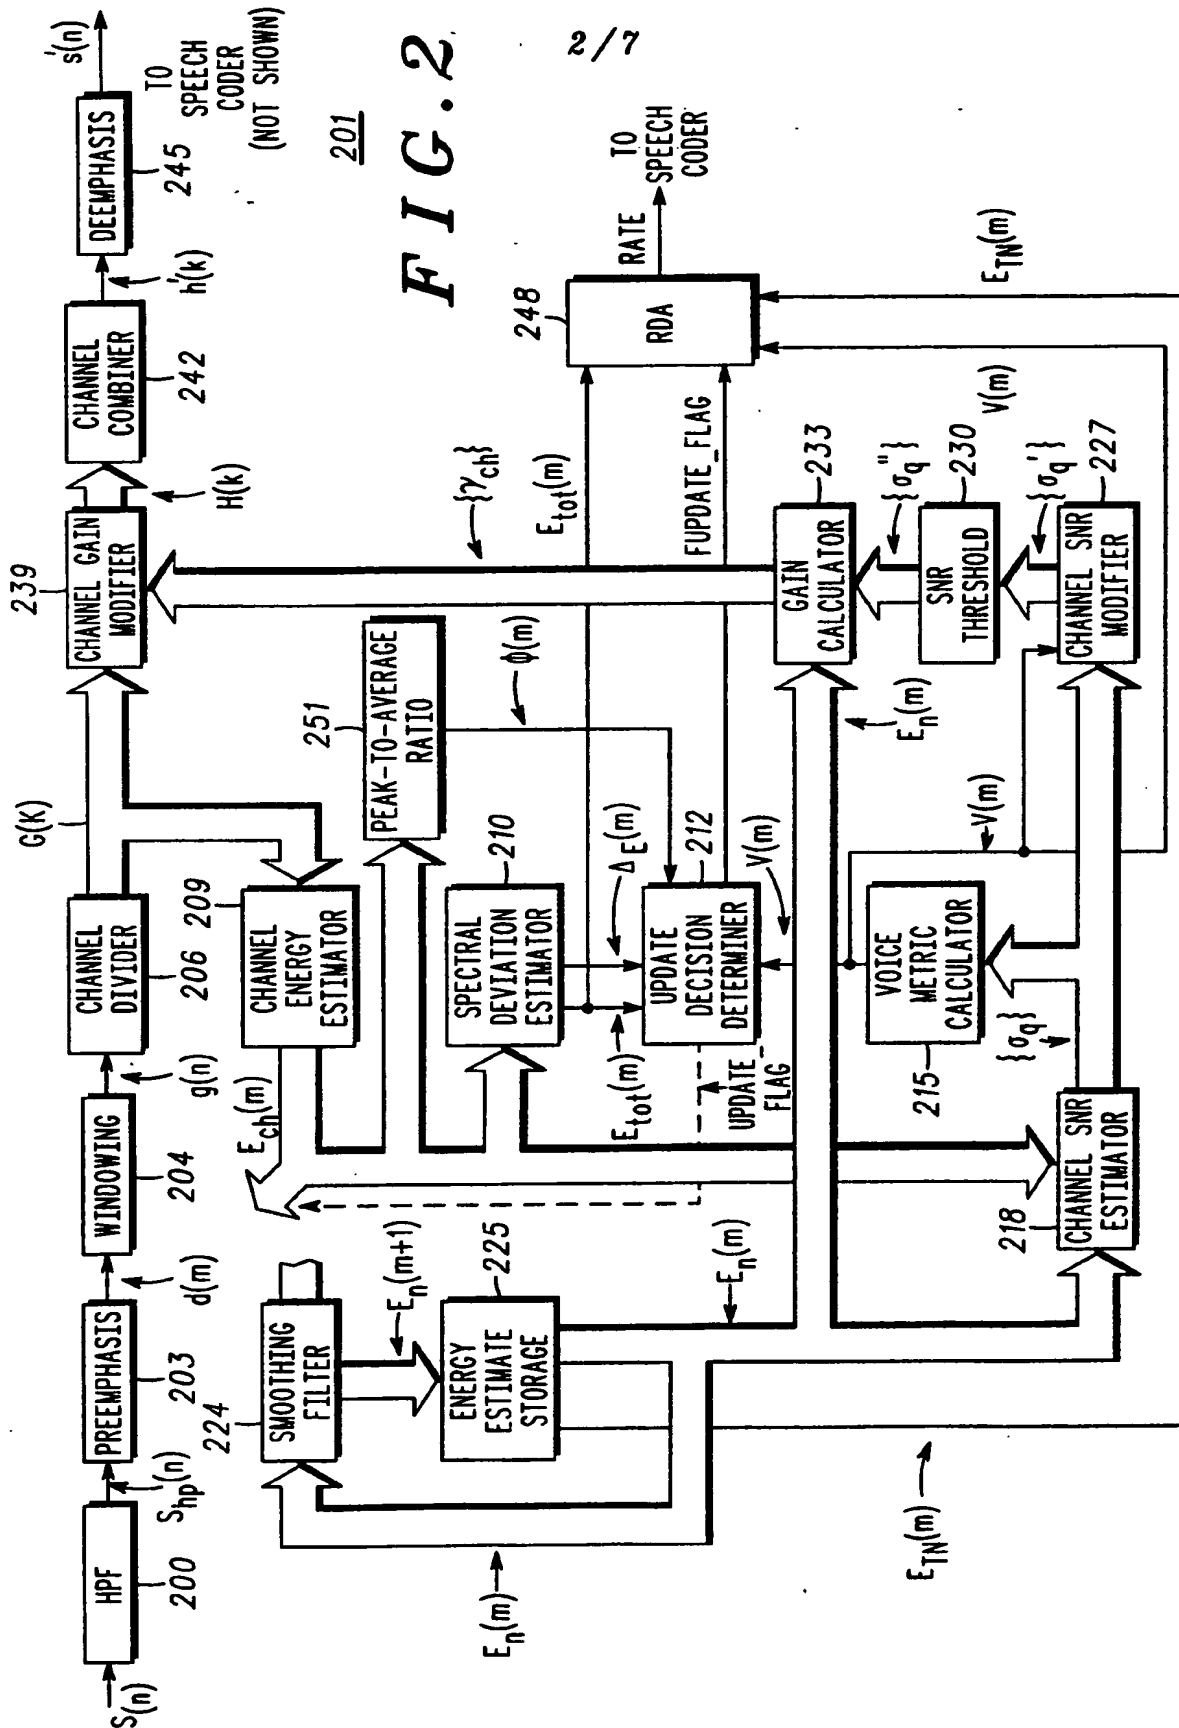 2/7
FIG.2
201
S(n)
HPF
200
Shp(n)
PREEMPHASIS
203
d(m)
WINDOWING
204
g(n)
CHANNEL
DIVIDER
206
G(K)
239
CHANNEL GAIN
MODIFIER
H(k)
CHANNEL
COMBINER
242
h'(k)
DEEMPHASIS
245
s'(n)
TO
SPEECH
CODER
(NOT SHOWN)
224
SMOOTHING
FILTER
En(m)
En(m+1)
225
ENERGY
ESTIMATE
STORAGE
En(m)
ETN(m)
Ech(m)
209
CHANNEL
ENERGY
ESTIMATOR
251
PEAK-TO-AVERAGE
RATIO
ϕ(m)
210
SPECTRAL
DEVIATION
ESTIMATOR
Etot(m)
ΔE(m)
212
UPDATE
DECISION
DETERMINER
UPDATE_
FLAG
V(m)
{γch}
Etot(m)
FUPDATE_FLAG
248
RDA
RATE
TO
SPEECH
CODER
ETN(m)
V(m)
233
GAIN
CALCULATOR
En(m)
{σq"}
230
SNR
THRESHOLD
{σq'}
227
CHANNEL SNR
MODIFIER
V(m)
VOICE
METRIC
CALCULATOR
215
{σq}
218
CHANNEL SNR
ESTIMATOR